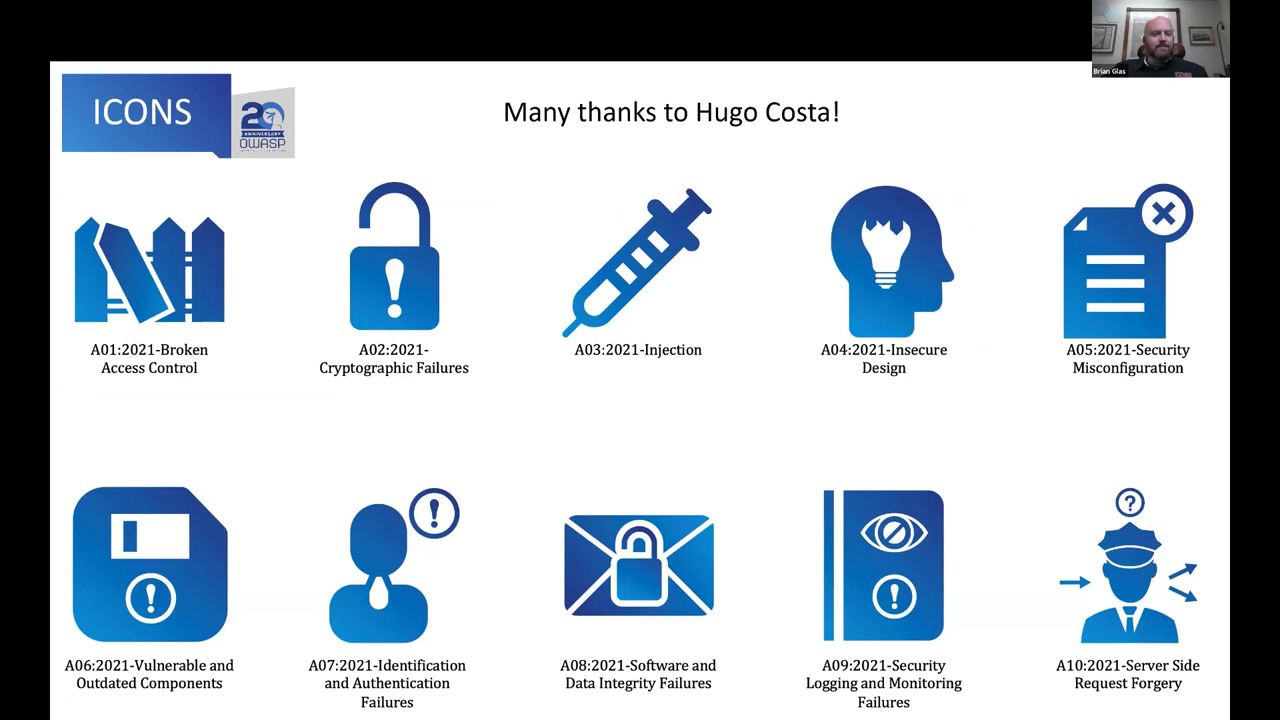 Brian Glas
ICONS
20
ANNIVERSARY
OWASP
Many thanks to Hugo Costa!
A01:2021-Broken
Access Control
A02:2021-
Cryptographic Failures
A03:2021-Injection
A04:2021-Insecure
Design
A05:2021-Security
Misconfiguration
A06:2021-Vulnerable and
Outdated Components
A07:2021-Identification
and Authentication
Failures
A08:2021-Software and
Data Integrity Failures
A09:2021-Security
Logging and Monitoring
Failures
?
A10:2021-Server Side
Request Forgery